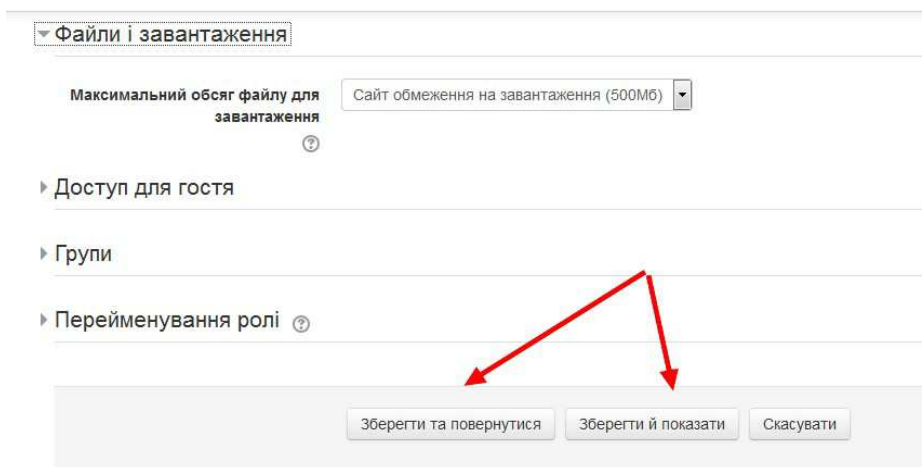 Файли і завантаження
Максимальний обсяг файлу для
завантаження
Сайт обмеження на завантаження (500Мб)
Доступ для гостя
Групи
Перейменування ролі
Зберегти та повернутися
Зберегти й показати
Скасувати